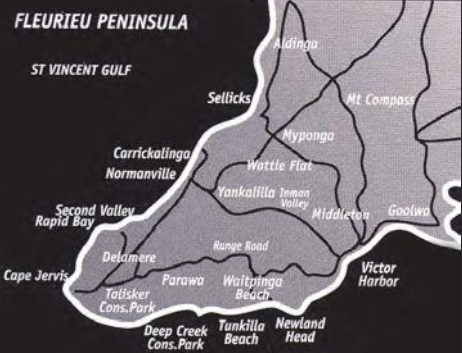 FLEURIEU PENINSULA
ST VINCENT GULF
Aldinga
Sellicks
Mt Compass
Myponga
Carrickalinga
Wattle Flat
Normanville
Yankalilla
Inman
Valley
Second Valley
Rapid Bay
Middleton
Goolwa
Range Road
Delamere
Cape Jervis
Parawa
Waitpinga
Beach
Victor
Harbor
Talisker
Cons.Park
Deep Creek
Cons.Park
Tunkilla
Beach
Newland
Head